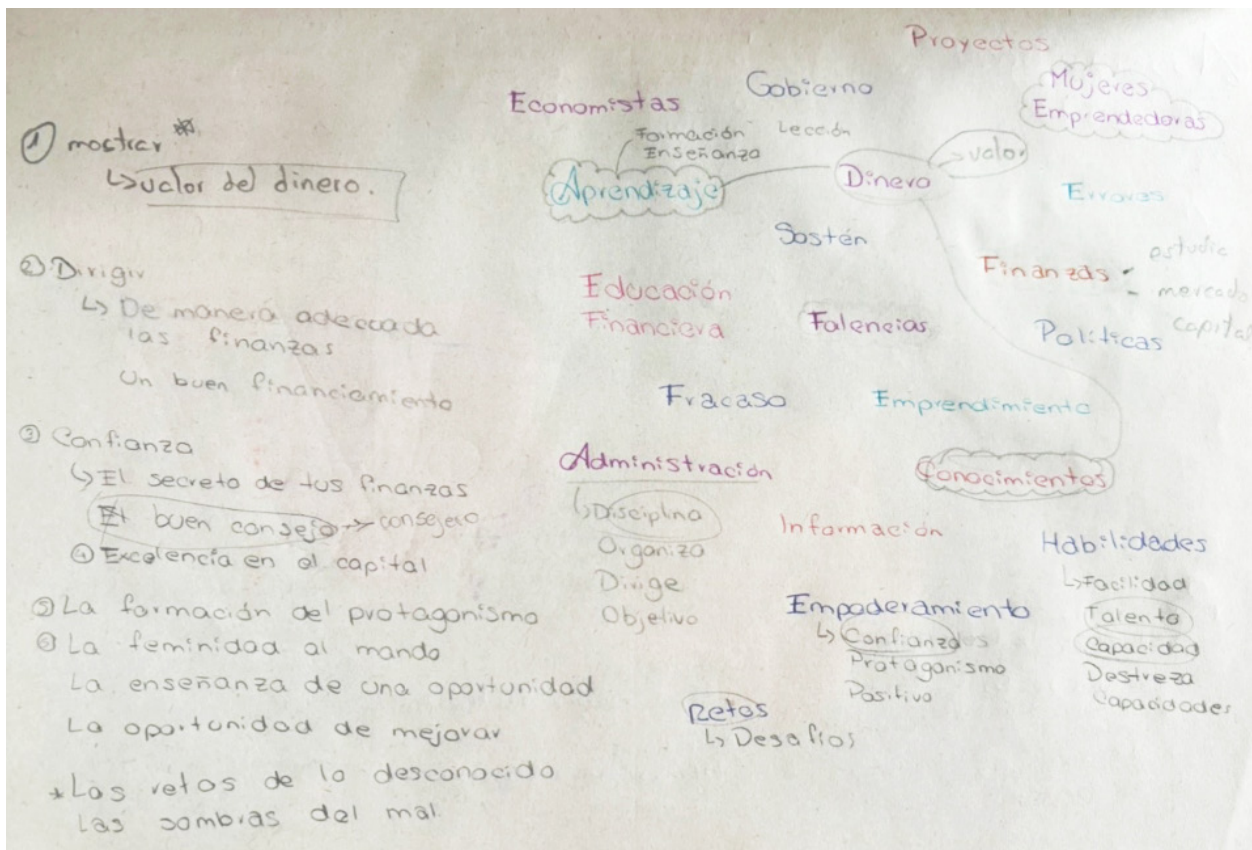 ① mostrar
↳ valor del dinero.
② Dirigir
↳ De manera adecuada
las finanzas
Un buen financiamiento
③ Confianza
↳ El secreto de tus finanzas
El buen consejo → consejero
④ Excelencia en el capital
⑤ La formación del protagonismo
⑥ La feminidad al mando
La enseñanza de una oportunidad
La oportunidad de mejorar
* Los retos de lo desconocido
Las sombras del mal.
Proyectos
Gobierno
Mujeres
Emprendedoras
Economistas
Formación Lección
Enseñanza
Aprendizaje
Dinero
valor
Errores
Sostén
Finanzas - estudio
- mercado
capital
Educación
Financiera
Falencias
Políticas
Fracaso
Emprendimiento
Administración
↳ Disciplina
Organiza
Dirige
Objetivo
Conocimientos
Información
Habilidades
↳ Facilidad
Talento
Capacidad
Destreza
Capacidades
Empoderamiento
↳ Confianza
Protagonismo
Positivo
Retos
↳ Desafios